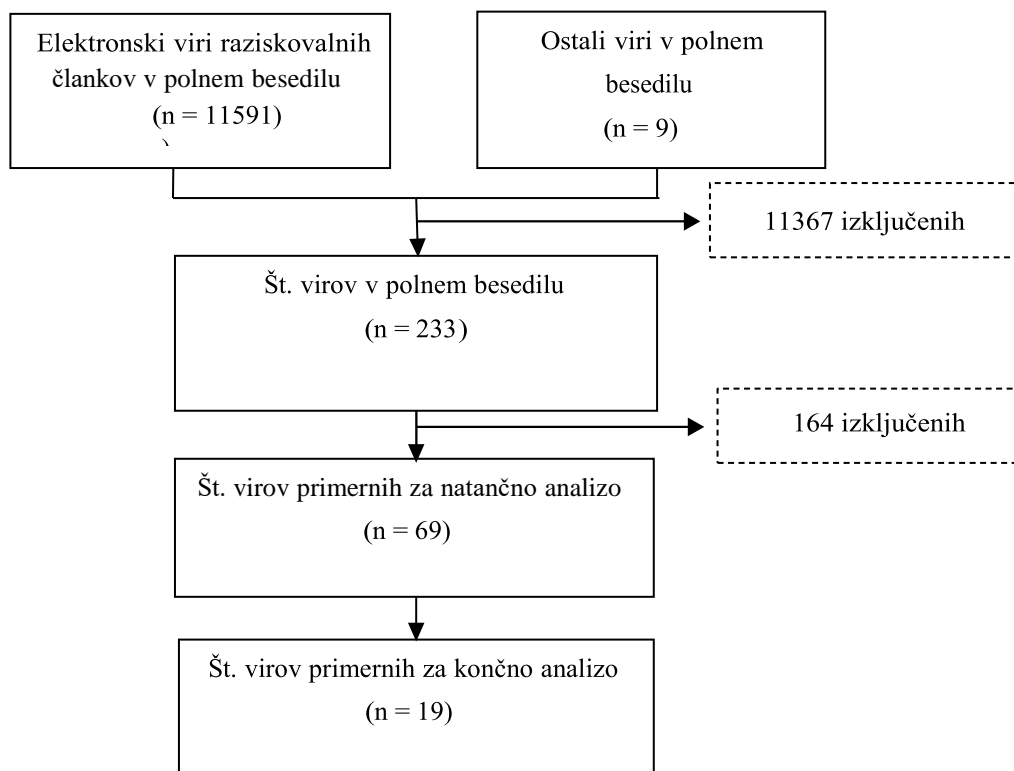 Elektronski viri raziskovalnih
člankov v polnem besedilu
(n = 11591)
)
Ostali viri v polnem
besedilu
(n = 9)
11367 izključenih
Št. virov v polnem besedilu
(n = 233)
164 izključenih
Št. virov primernih za natančno analizo
(n = 69)
Št. virov primernih za končno analizo
(n = 19)